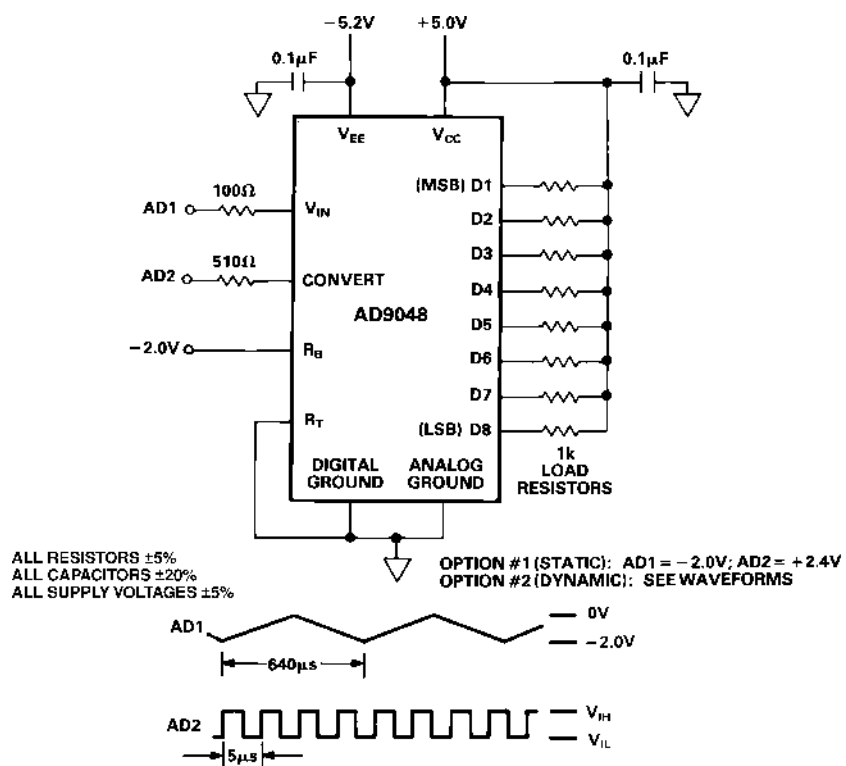 −5.2V
+5.0V
0.1μF
0.1μF
VEE
VCC
(MSB) D1
100Ω
AD1
VIN
D2
D3
510Ω
AD2
CONVERT
D4
AD9048
D5
−2.0V
RB
D6
D7
RT
(LSB) D8
1k
LOAD
RESISTORS
DIGITAL
GROUND
ANALOG
GROUND
ALL RESISTORS ±5%
ALL CAPACITORS ±20%
ALL SUPPLY VOLTAGES ±5%
OPTION #1 (STATIC): AD1 = −2.0V; AD2 = +2.4V
OPTION #2 (DYNAMIC): SEE WAVEFORMS
AD1
0V
−2.0V
640μs
AD2
VIH
VIL
5μs